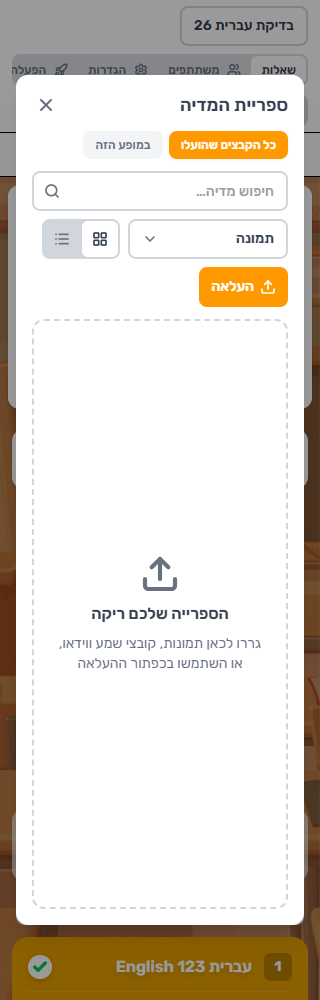 בדיקת עברית 26
שאלות משתתפים הגדרות הפעלה
ספריית המדיה
כל הקבצים שהועלו במופע הזה
חיפוש מדיה...
תמונה
העלאה
הספרייה שלכם ריקה
גררו לכאן תמונות, קובצי שמע ווידאו,
או השתמשו בכפתור ההעלאה
1 עברית English 123